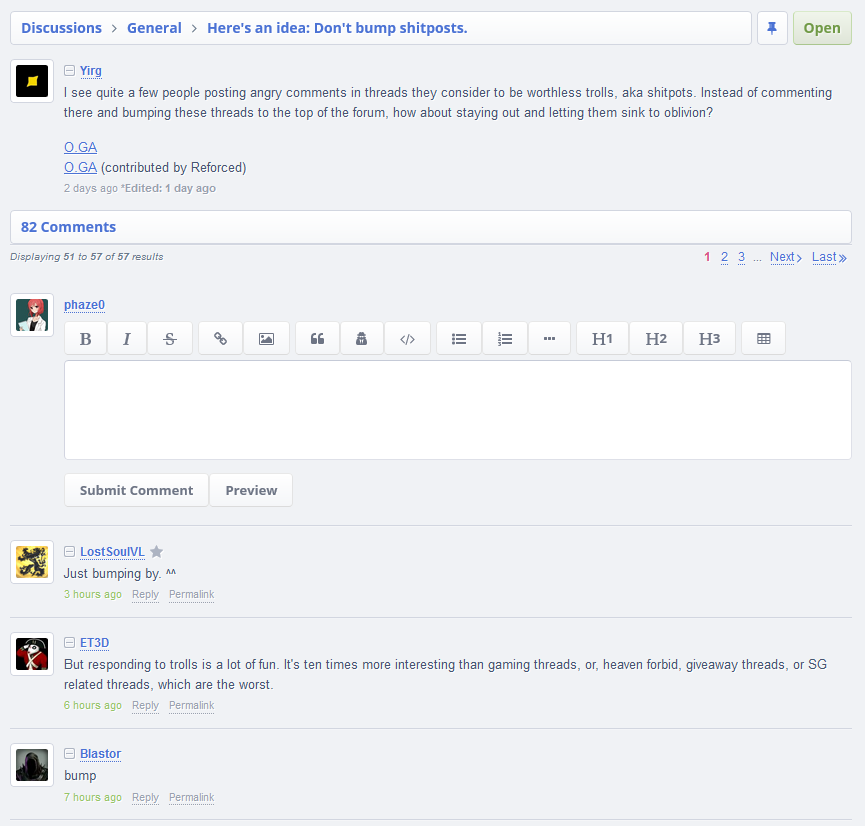 Discussions > General > Here's an idea: Don't bump shitposts.
Open
Yirg
I see quite a few people posting angry comments in threads they consider to be worthless trolls, aka shitpots. Instead of commenting
there and bumping these threads to the top of the forum, how about staying out and letting them sink to oblivion?
O.GA
O.GA (contributed by Reforced)
2 days ago *Edited: 1 day ago
82 Comments
Displaying 51 to 57 of 57 results
1 2 3 ... Next Last
phaze0
B I S H1 H2 H3
Submit Comment Preview
LostSoulVL
Just bumping by. ^^
3 hours ago Reply Permalink
ET3D
But responding to trolls is a lot of fun. It's ten times more interesting than gaming threads, or, heaven forbid, giveaway threads, or SG
related threads, which are the worst.
6 hours ago Reply Permalink
Blastor
bump
7 hours ago Reply Permalink